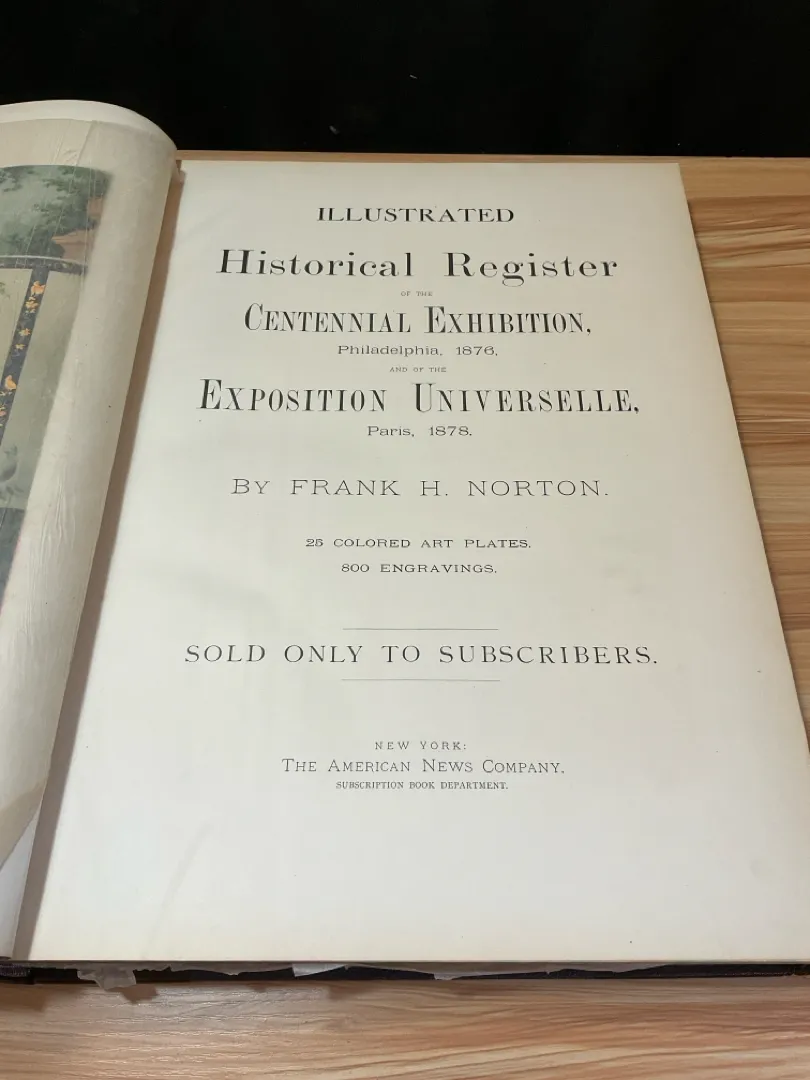 ILLUSTRATED
Historical Register
OF THE
CENTENNIAL EXHIBITION,
Philadelphia, 1876,
AND OF THE
EXPOSITION UNIVERSELLE,
Paris, 1878.
BY FRANK H. NORTON.
25 COLORED ART PLATES.
800 ENGRAVINGS.
SOLD ONLY TO SUBSCRIBERS.
NEW YORK:
THE AMERICAN NEWS COMPANY,
SUBSCRIPTION BOOK DEPARTMENT.